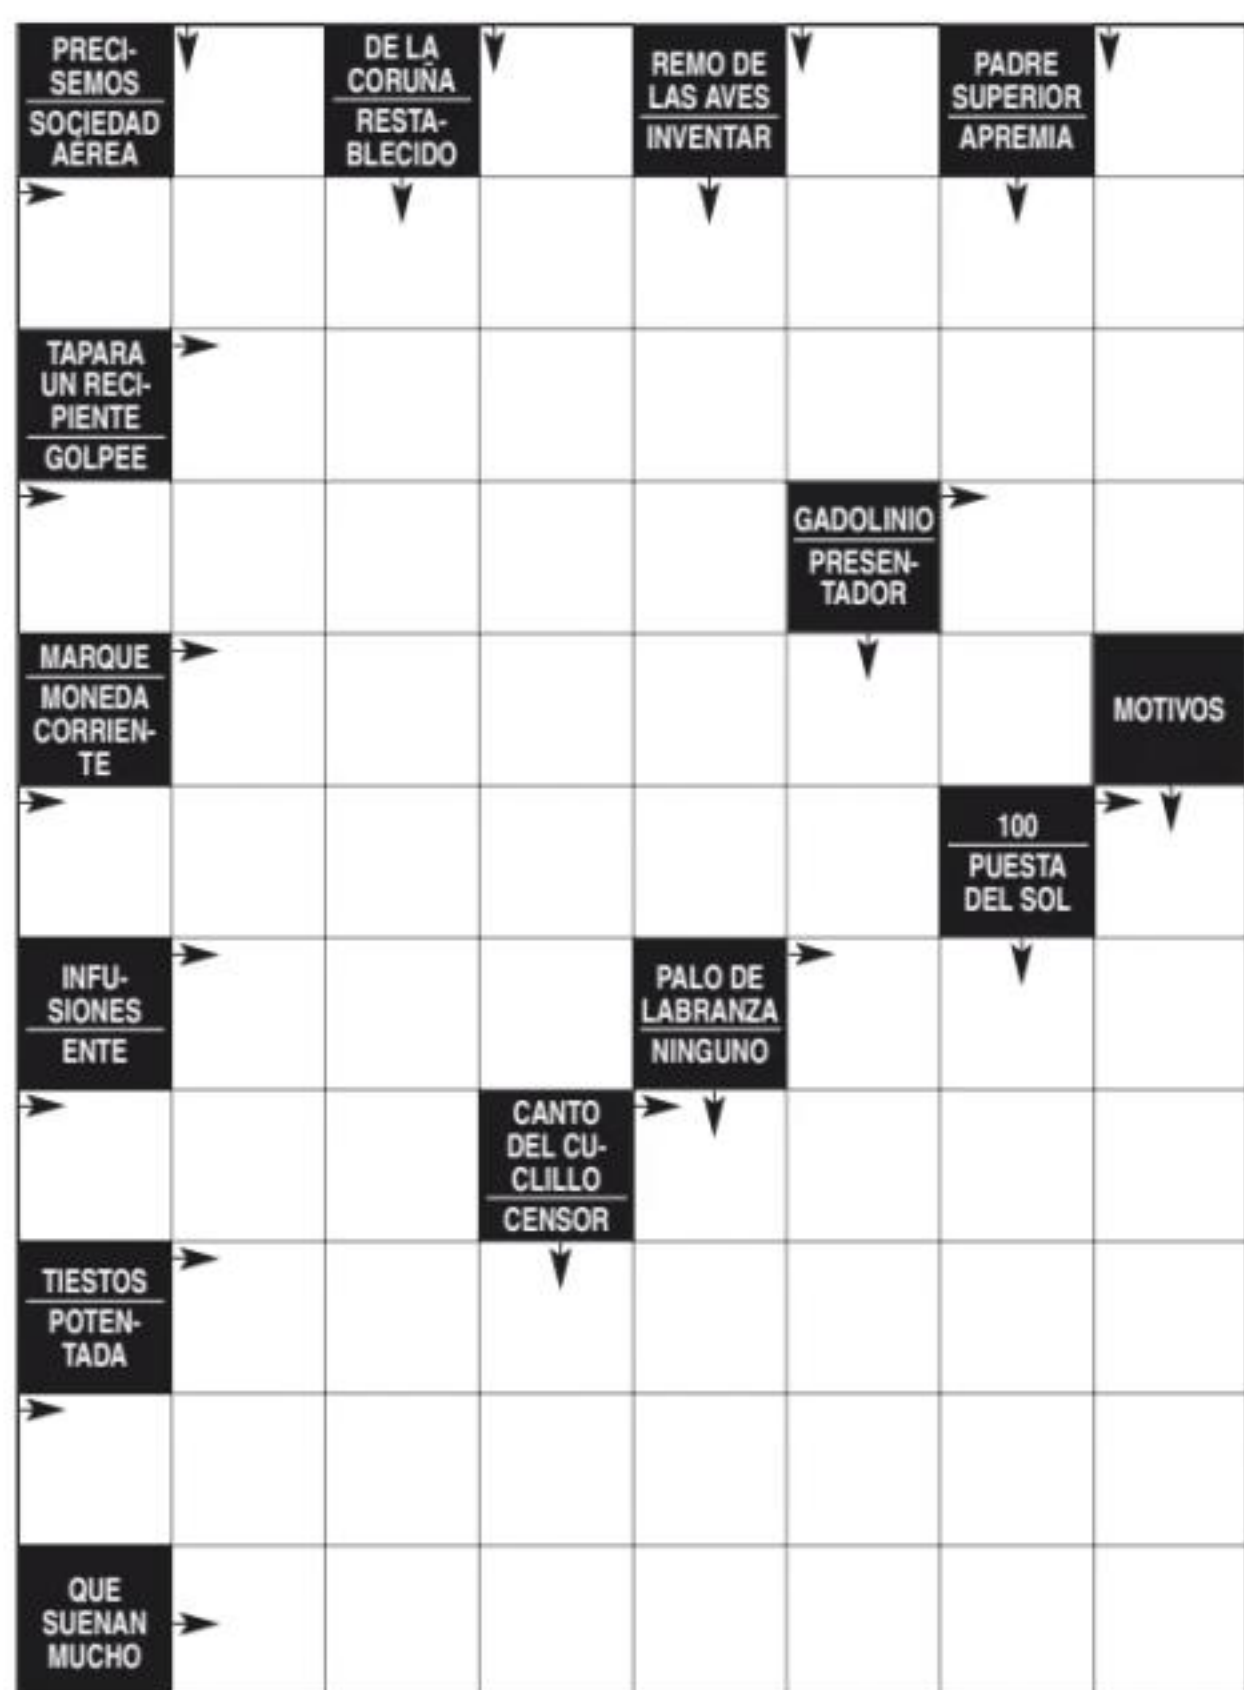 PRECI-
SEMOS
SOCIEDAD
AÉREA
DE LA
CORUÑA
RESTA-
BLECIDO
REMO DE
LAS AVES
INVENTAR
PADRE
SUPERIOR
APREMIA
TAPARA
UN RECI-
PIENTE
GOLPEE
GADOLINIO
PRESEN-
TADOR
MARQUE
MONEDA
CORRIEN-
TE
MOTIVOS
100
PUESTA
DEL SOL
INFU-
SIONES
ENTE
PALO DE
LABRANZA
NINGUNO
CANTO
DEL CU-
CLILLO
CENSOR
TIESTOS
POTEN-
TADA
QUE
SUENAN
MUCHO